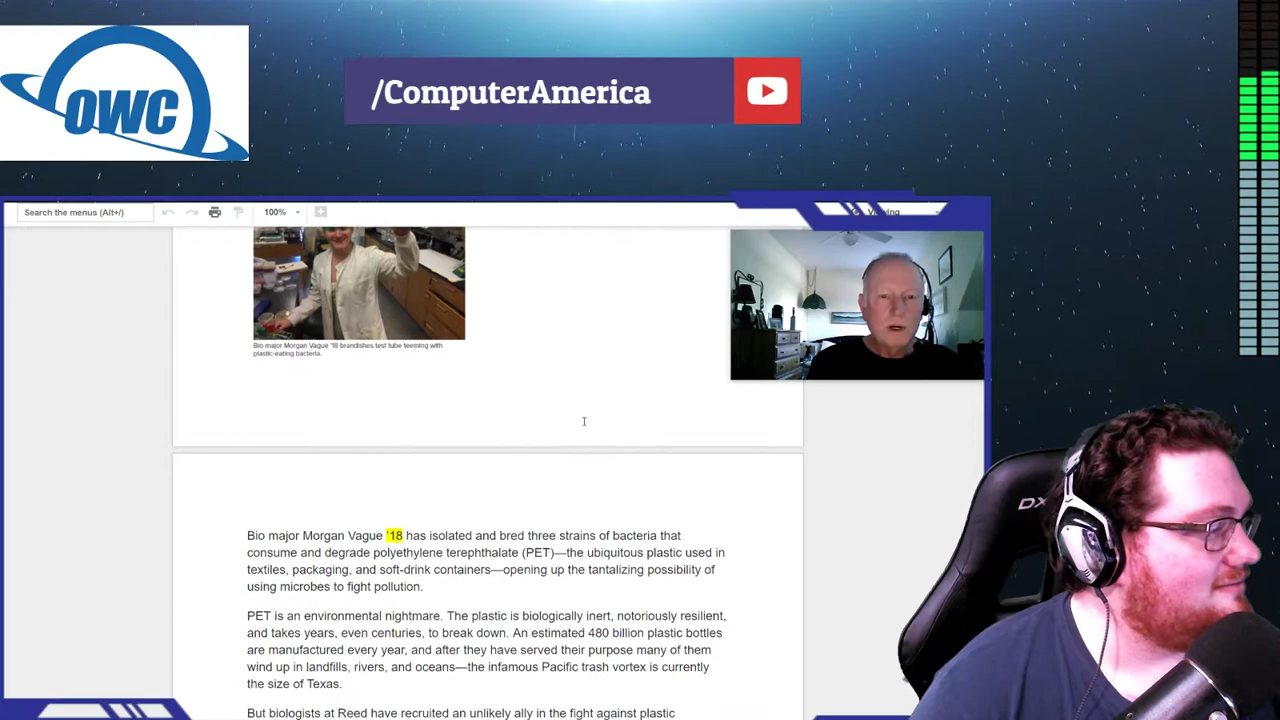 OWC
/ComputerAmerica
Search the menus (Alt+/)
100%
Viewing
Bio major Morgan Vague '18 brandishes test tube teeming with
plastic-eating bacteria.
DX
Bio major Morgan Vague '18 has isolated and bred three strains of bacteria that
consume and degrade polyethylene terephthalate (PET)—the ubiquitous plastic used in
textiles, packaging, and soft-drink containers—opening up the tantalizing possibility of
using microbes to fight pollution.
PET is an environmental nightmare. The plastic is biologically inert, notoriously resilient,
and takes years, even centuries, to break down. An estimated 480 billion plastic bottles
are manufactured every year, and after they have served their purpose many of them
wind up in landfills, rivers, and oceans—the infamous Pacific trash vortex is currently
the size of Texas.
But biologists at Reed have recruited an unlikely ally in the fight against plastic